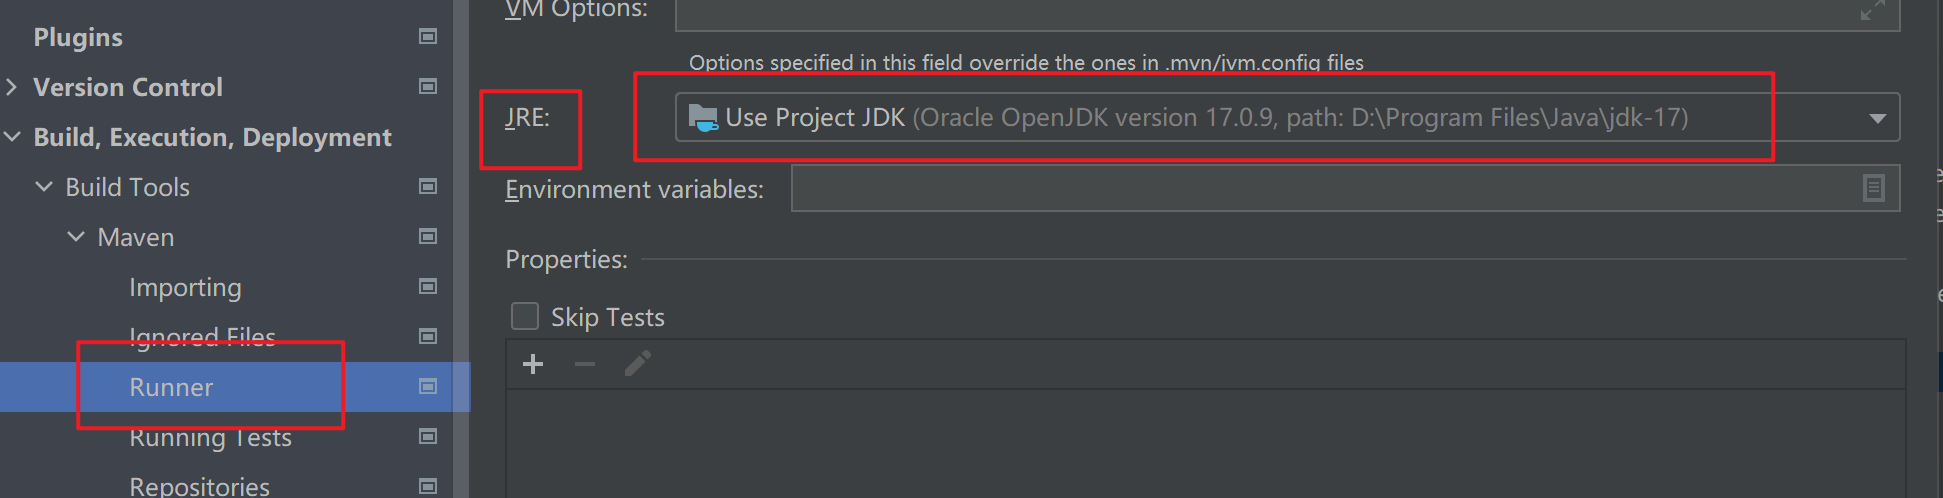 Plugins
Version Control
Build, Execution, Deployment
Build Tools
Maven
Importing
Ignored Files
Runner
Running Tests
Repositories
VM Options:
Options specified in this field override the ones in .mvn/jvm.config files
JRE:
Use Project JDK (Oracle OpenJDK version 17.0.9, path: D:\Program Files\Java\jdk-17)
Environment variables:
Properties:
Skip Tests